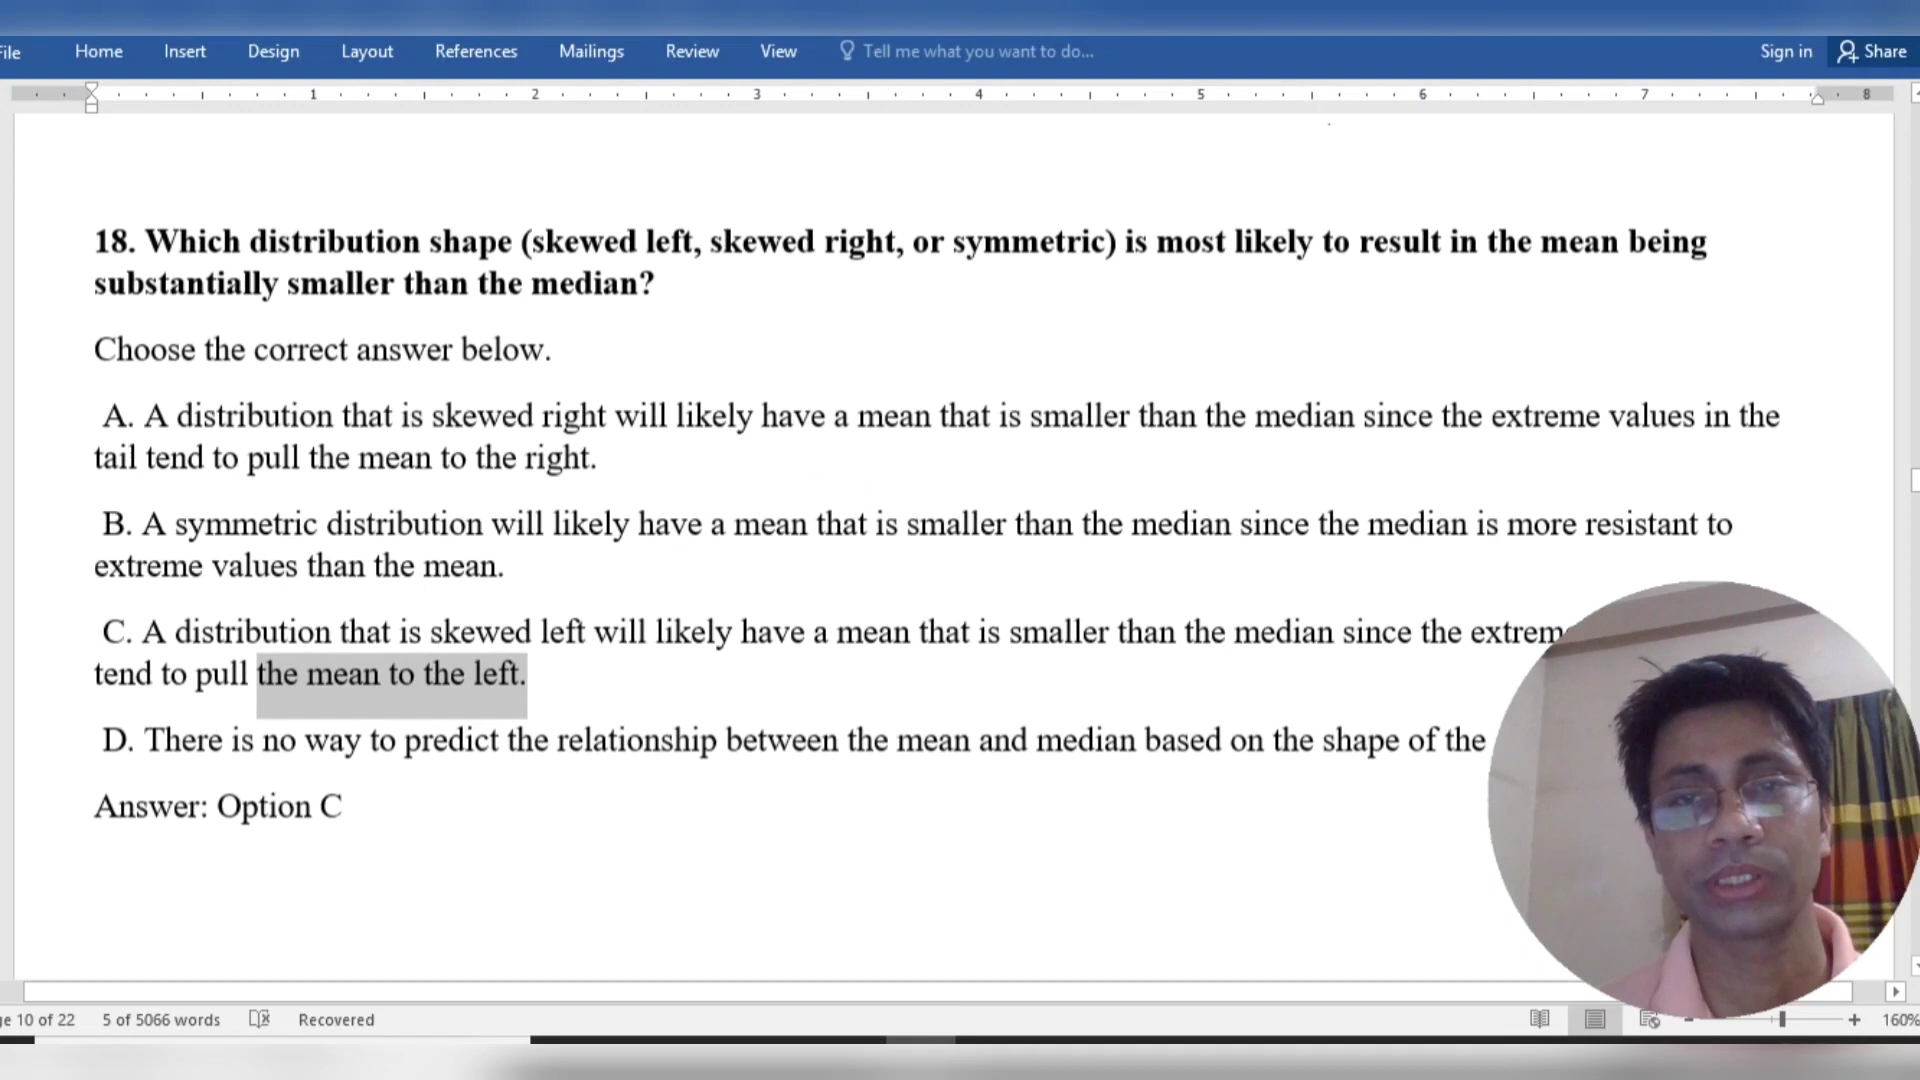 File Home Insert Design Layout References Mailings Review View Tell me what you want to do... Sign in Share
1 2 3 4 5 6 7 8
18. Which distribution shape (skewed left, skewed right, or symmetric) is most likely to result in the mean being
substantially smaller than the median?
Choose the correct answer below.
A. A distribution that is skewed right will likely have a mean that is smaller than the median since the extreme values in the
tail tend to pull the mean to the right.
B. A symmetric distribution will likely have a mean that is smaller than the median since the median is more resistant to
extreme values than the mean.
C. A distribution that is skewed left will likely have a mean that is smaller than the median since the extrem
tend to pull the mean to the left.
D. There is no way to predict the relationship between the mean and median based on the shape of the
Answer: Option C
ge 10 of 22 5 of 5066 words Recovered 160%